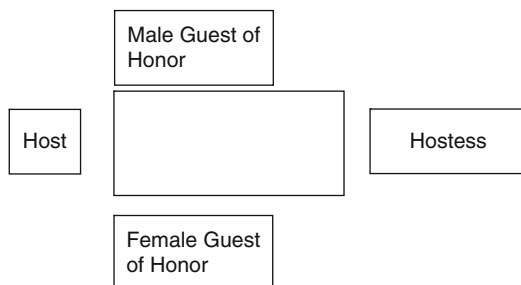 Male Guest of
Honor
Host
Hostess
Female Guest
of Honor